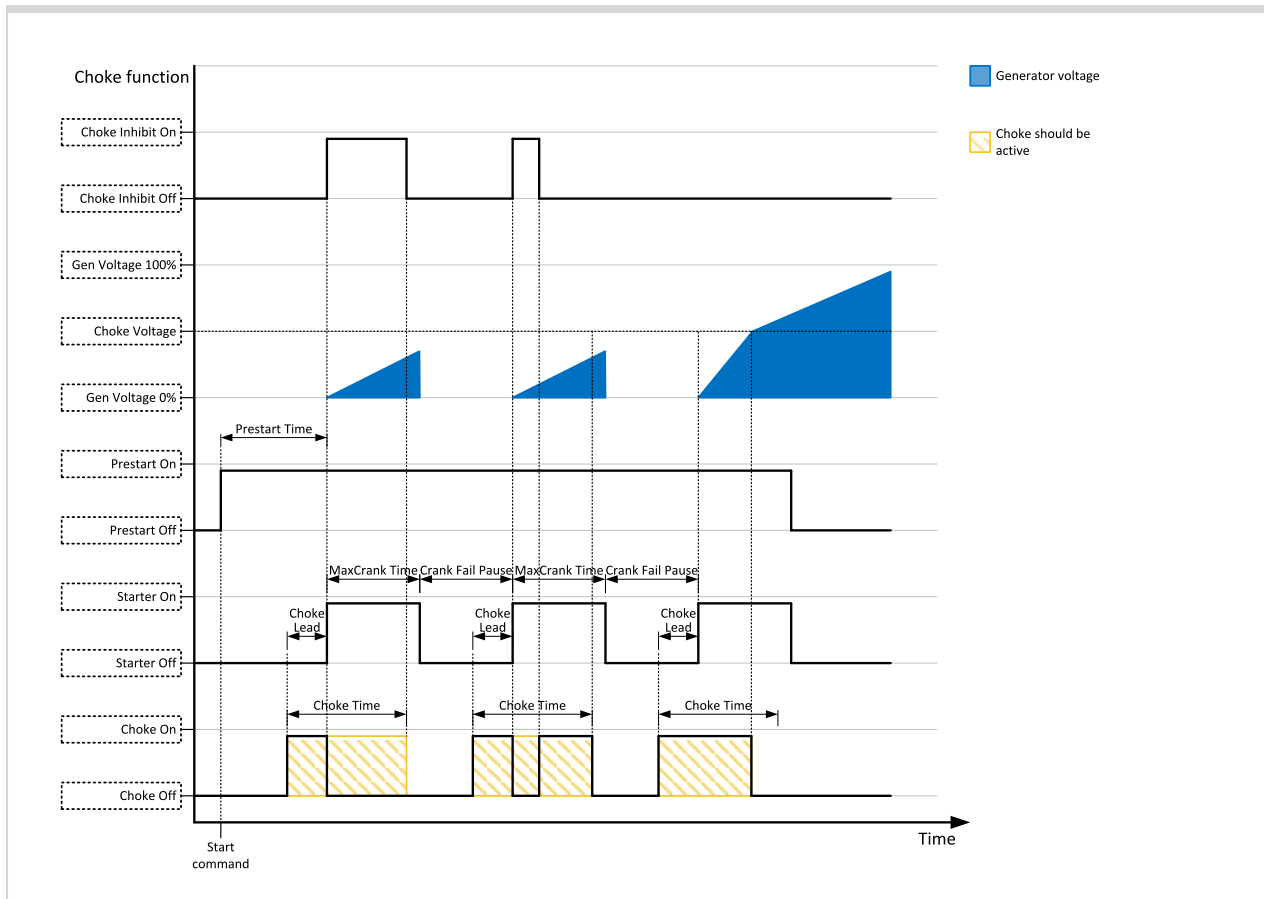 Choke function
Generator voltage
Choke Inhibit On
Choke should be
active
Choke Inhibit Off
Gen Voltage 100%
Choke Voltage
Gen Voltage 0%
Prestart Time
Prestart On
Prestart Off
MaxCrank Time
Crank Fail Pause
MaxCrank Time
Crank Fail Pause
Starter On
Choke
Lead
Choke
Lead
Choke
Lead
Starter Off
Choke Time
Choke Time
Choke Time
Choke On
Choke Off
Time
Start
command